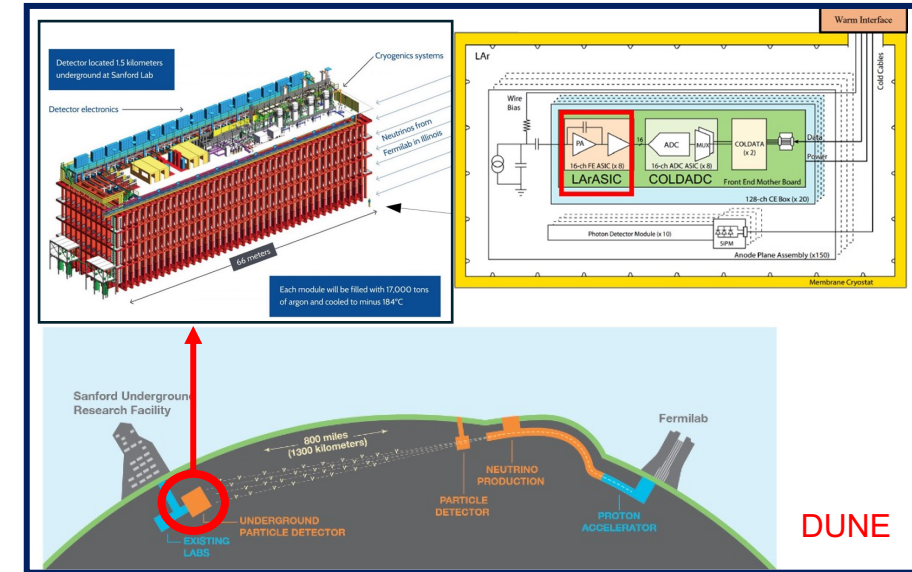 Detector located 1.5 kilometers
underground at Sanford Lab
Detector electronics
Cryogenics systems
Neutrinos from
Fermilab in Illinois
66 meters
Each module will be filled with 17,000 tons
of argon and cooled to minus 184°C
Warm Interface
LAr
Cold Cables
Wire
Bias
PA
16-ch FE ASIC (x 8)
LArASIC
16
ADC
MUX
16-ch ADC ASIC (x 8)
COLDADC
COLDATA
(x 2)
Data
Power
Front End Mother Board
128-ch CE Box (x 20)
Photon Detector Module (x 10)
SiPM
Anode Plane Assembly (x150)
Membrane Cryostat
Sanford Underground
Research Facility
Fermilab
800 miles
(1300 kilometers)
NEUTRINO
PRODUCTION
PARTICLE
DETECTOR
PROTON
ACCELERATOR
UNDERGROUND
PARTICLE DETECTOR
EXISTING
LABS
DUNE